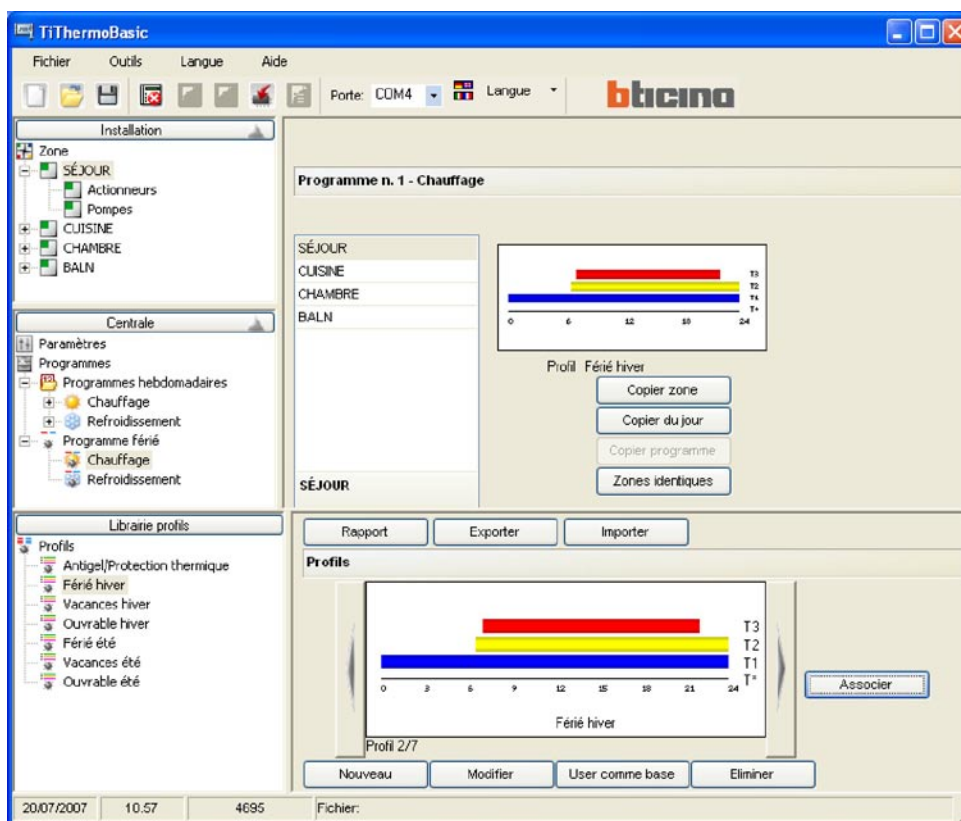 TiThermoBasic
Fichier Outils Langue Aide
Porte: COM4 Langue bticino
Installation
Zone
SÉJOUR
Actionneurs
Pompes
CUISINE
CHAMBRE
BALN
Centrale
Paramètres
Programmes
Programmes hebdomadaires
Chauffage
Refroidissement
Programme férié
Chauffage
Refroidissement
Librairie profils
Profils
Antigel/Protection thermique
Férié hiver
Vacances hiver
Ouvrable hiver
Férié été
Vacances été
Ouvrable été
Programme n. 1 - Chauffage
SÉJOUR
CUISINE
CHAMBRE
BALN
SÉJOUR
T3
T2
T1
T*
0 6 12 18 24
Profil Férié hiver
Copier zone
Copier du jour
Copier programme
Zones identiques
Rapport Exporter Importer
Profils
T3
T2
T1
T*
0 3 6 9 12 15 18 21 24
Férié hiver
Profil 2/7
Associer
Nouveau Modifier User comme base Eliminer
20/07/2007 10.57 4695 Fichier: